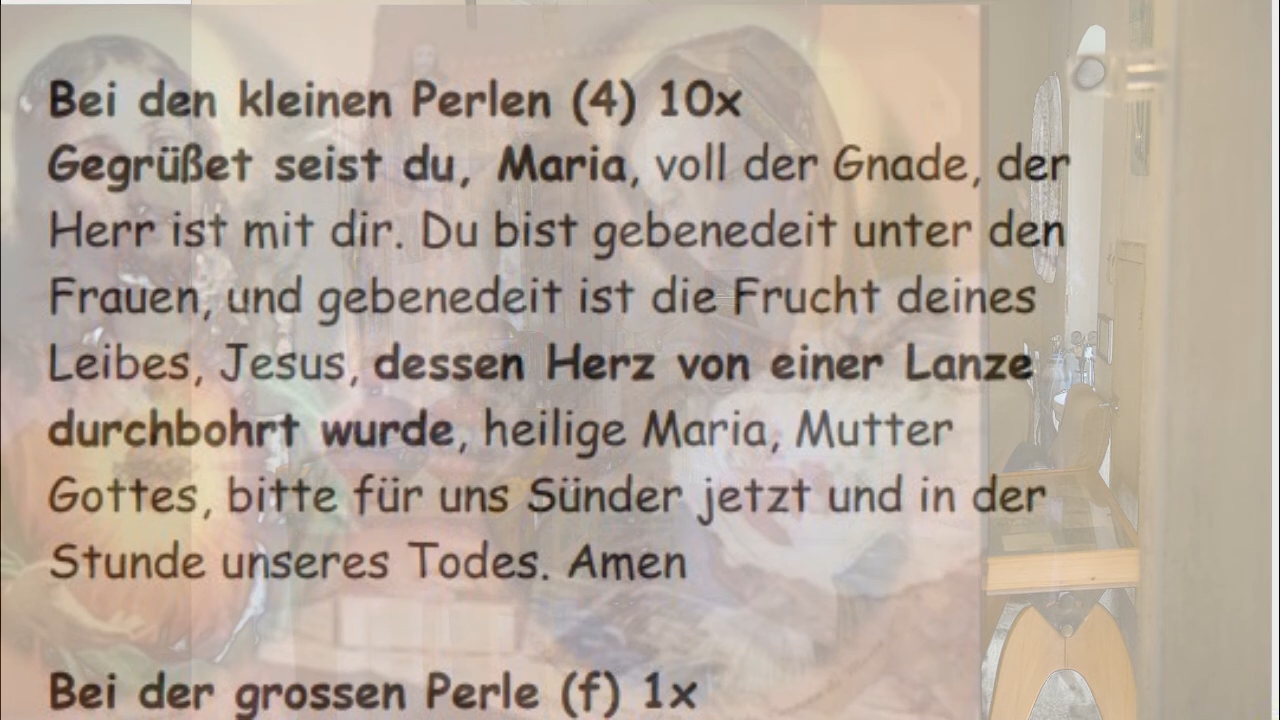 Bei den kleinen Perlen (4) 10x
Gegrüßet seist du, Maria, voll der Gnade, der
Herr ist mit dir. Du bist gebenedeit unter den
Frauen, und gebenedeit ist die Frucht deines
Leibes, Jesus, dessen Herz von einer Lanze
durchbohrt wurde, heilige Maria, Mutter
Gottes, bitte für uns Sünder jetzt und in der
Stunde unseres Todes. Amen
Bei der grossen Perle (f) 1x